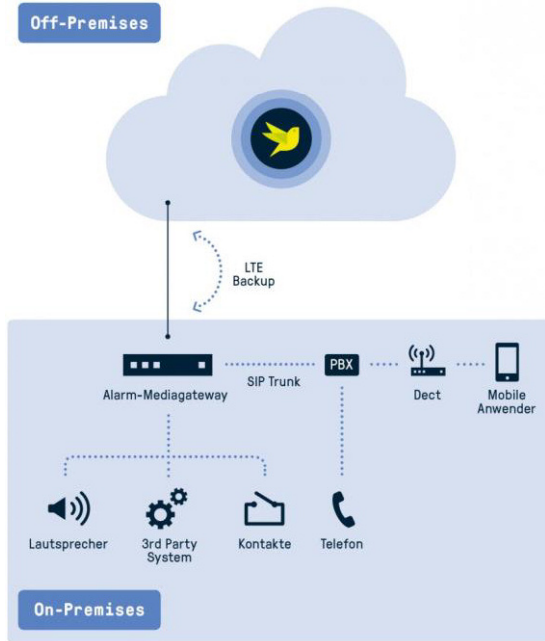 Off-Premises
LTE
Backup
PBX
SIP Trunk
Alarm-Mediagateway
Dect
Mobile
Anwender
Lautsprecher
3rd Party
System
Kontakte
Telefon
On-Premises